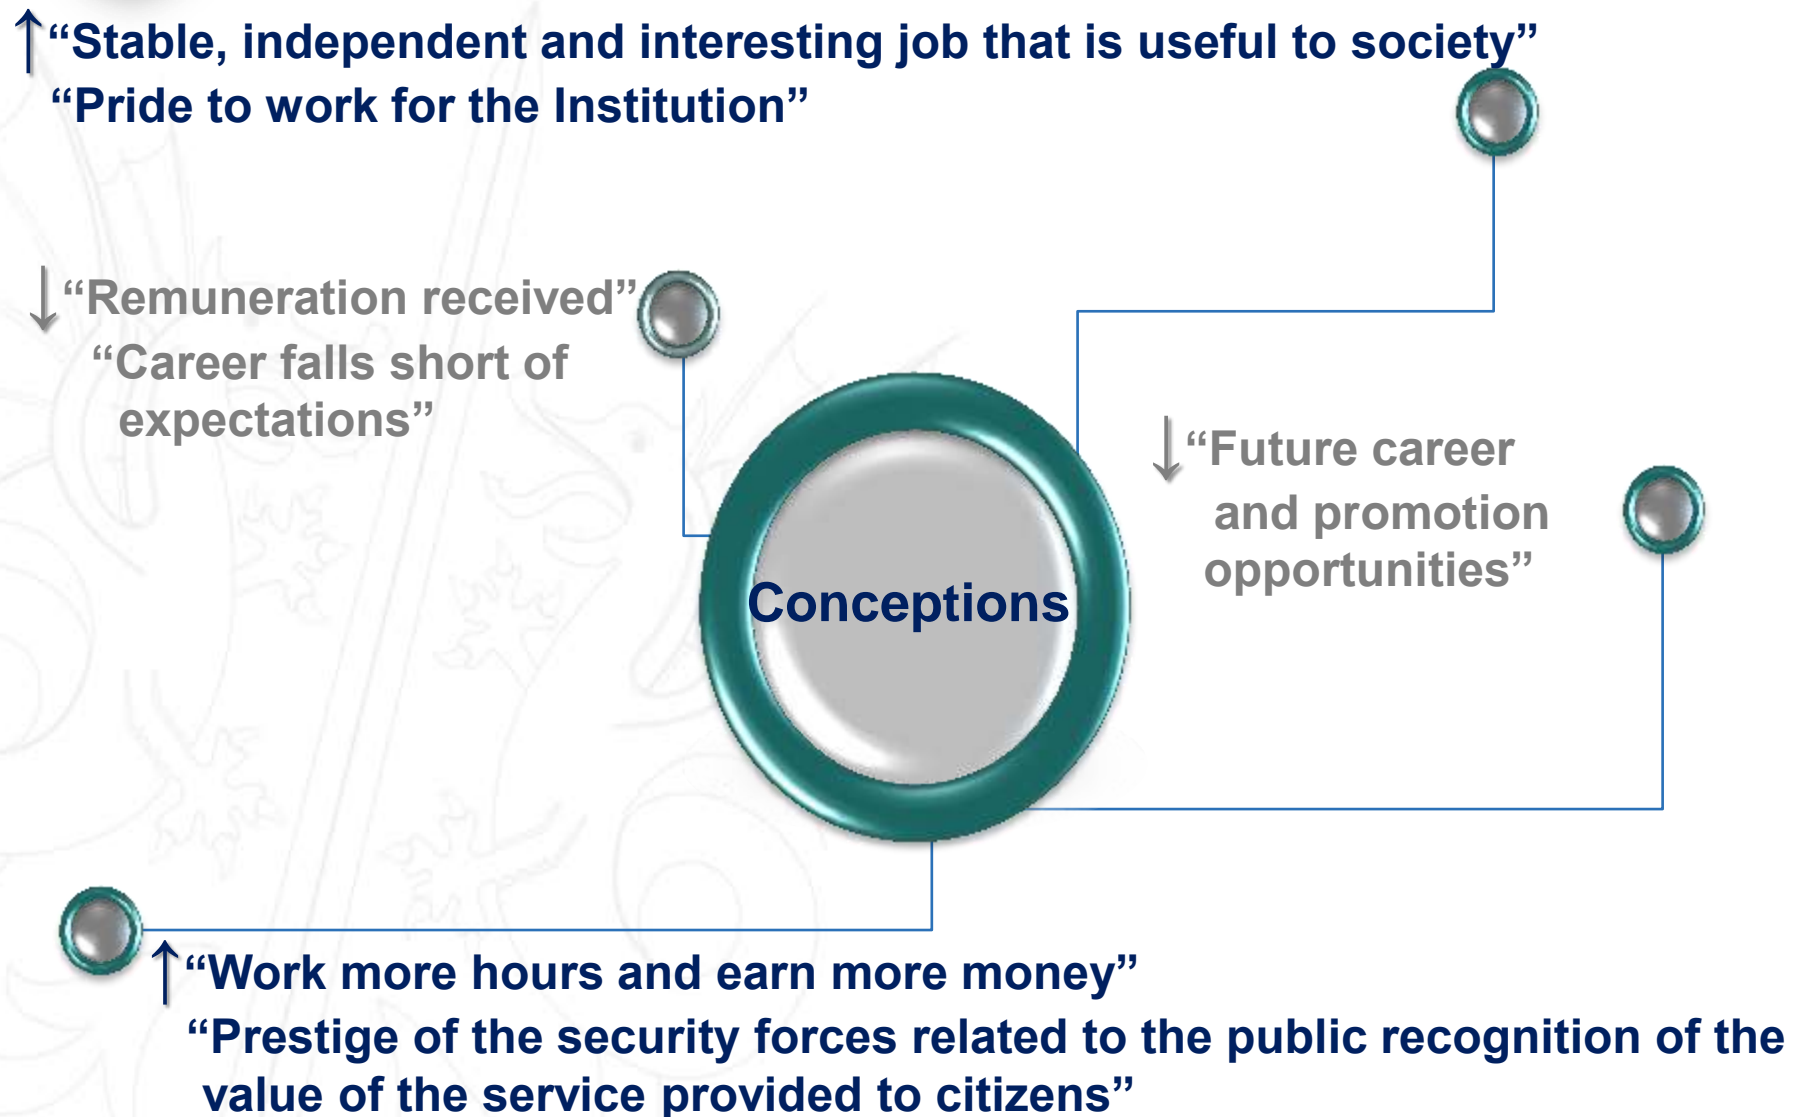 ↑“Stable, independent and interesting job that is useful to society”
“Pride to work for the Institution”
↓“Remuneration received”
“Career falls short of
expectations”
↓“Future career
and promotion
opportunities”
Conceptions
↑“Work more hours and earn more money”
“Prestige of the security forces related to the public recognition of the
value of the service provided to citizens”